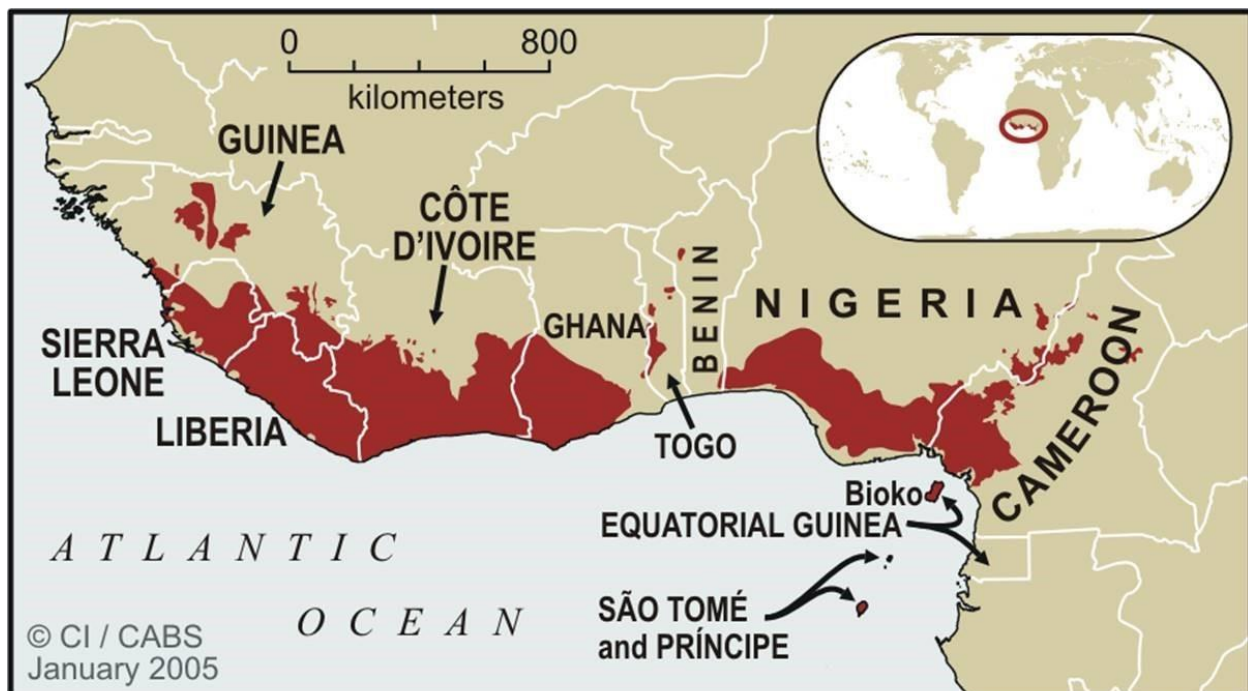 0 800
kilometers
GUINEA
CÔTE
D'IVOIRE
GHANA
BENIN
NIGERIA
SIERRA
LEONE
LIBERIA
TOGO
CAMEROON
Bioko
EQUATORIAL GUINEA
ATLANTIC
OCEAN
SÃO TOMÉ
and PRÍNCIPE
© CI / CABS
January 2005